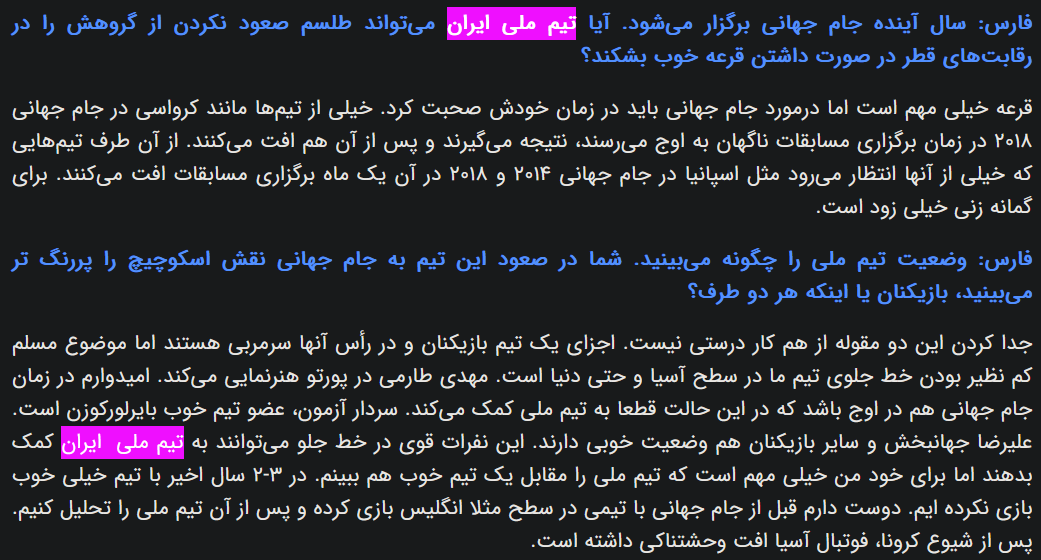 فارس: سال آینده جام جهانی برگزار می‌شود. آیا تیم ملی ایران می‌تواند طلسم صعود نکردن از گروهش را در
رقابت‌های قطر در صورت داشتن قرعه خوب بشکند؟
قرعه خیلی مهم است اما درمورد جام جهانی باید در زمان خودش صحبت کرد. خیلی از تیم‌ها مانند کرواسی در جام جهانی
۲۰۱۸ در زمان برگزاری مسابقات ناگهان به اوج می‌رسند، نتیجه می‌گیرند و پس از آن هم افت می‌کنند. از آن طرف تیم‌هایی
که خیلی از آنها انتظار می‌رود مثل اسپانیا در جام جهانی ۲۰۱۴ و ۲۰۱۸ در آن یک ماه برگزاری مسابقات افت می‌کنند. برای
گمانه زنی خیلی زود است.
فارس: وضعیت تیم ملی را چگونه می‌بینید. شما در صعود این تیم به جام جهانی نقش اسکوچیچ را پررنگ تر
می‌بینید، بازیکنان یا اینکه هر دو طرف؟
جدا کردن این دو مقوله از هم کار درستی نیست. اجزای یک تیم بازیکنان و در رأس آنها سرمربی هستند اما موضوع مسلم
کم نظیر بودن خط جلوی تیم ما در سطح آسیا و حتی دنیا است. مهدی طارمی در پورتو هنرنمایی می‌کند. امیدوارم در زمان
جام جهانی هم در اوج باشد که در این حالت قطعا به تیم ملی کمک می‌کند. سردار آزمون، عضو تیم خوب بایرلورکوزن است.
علیرضا جهانبخش و سایر بازیکنان هم وضعیت خوبی دارند. این نفرات قوی در خط جلو می‌توانند به تیم ملی ایران کمک
بدهند اما برای خود من خیلی مهم است که تیم ملی را مقابل یک تیم خوب هم ببینم. در ۳-۲ سال اخیر با تیم خیلی خوب
بازی نکرده ایم. دوست دارم قبل از جام جهانی با تیمی در سطح مثلا انگلیس بازی کرده و پس از آن تیم ملی را تحلیل کنیم.
پس از شیوع کرونا، فوتبال آسیا افت وحشتناکی داشته است.